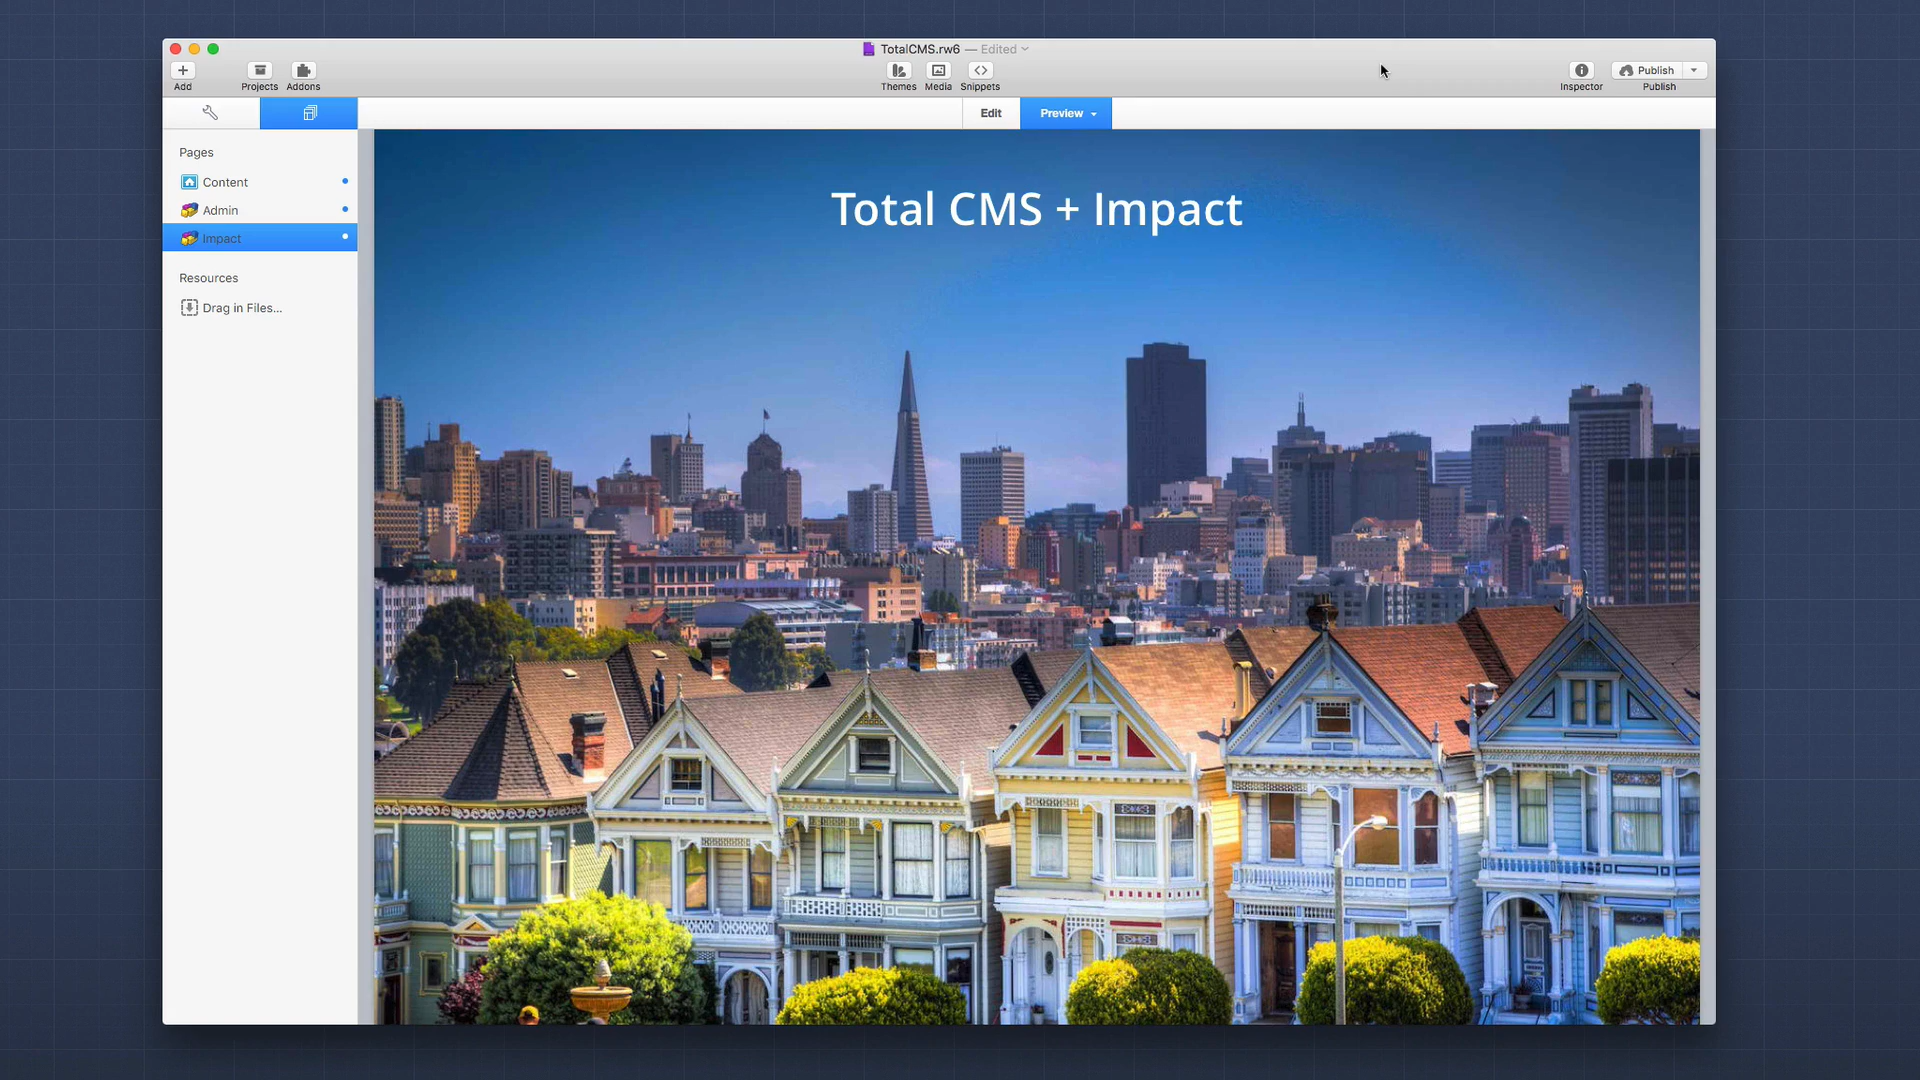 TotalCMS.rw6 — Edited
Add
Projects
Addons
Themes
Media
Snippets
Inspector
Publish
Publish
Edit
Preview
Pages
Content
Admin
Impact
Resources
Drag in Files...
Total CMS + Impact